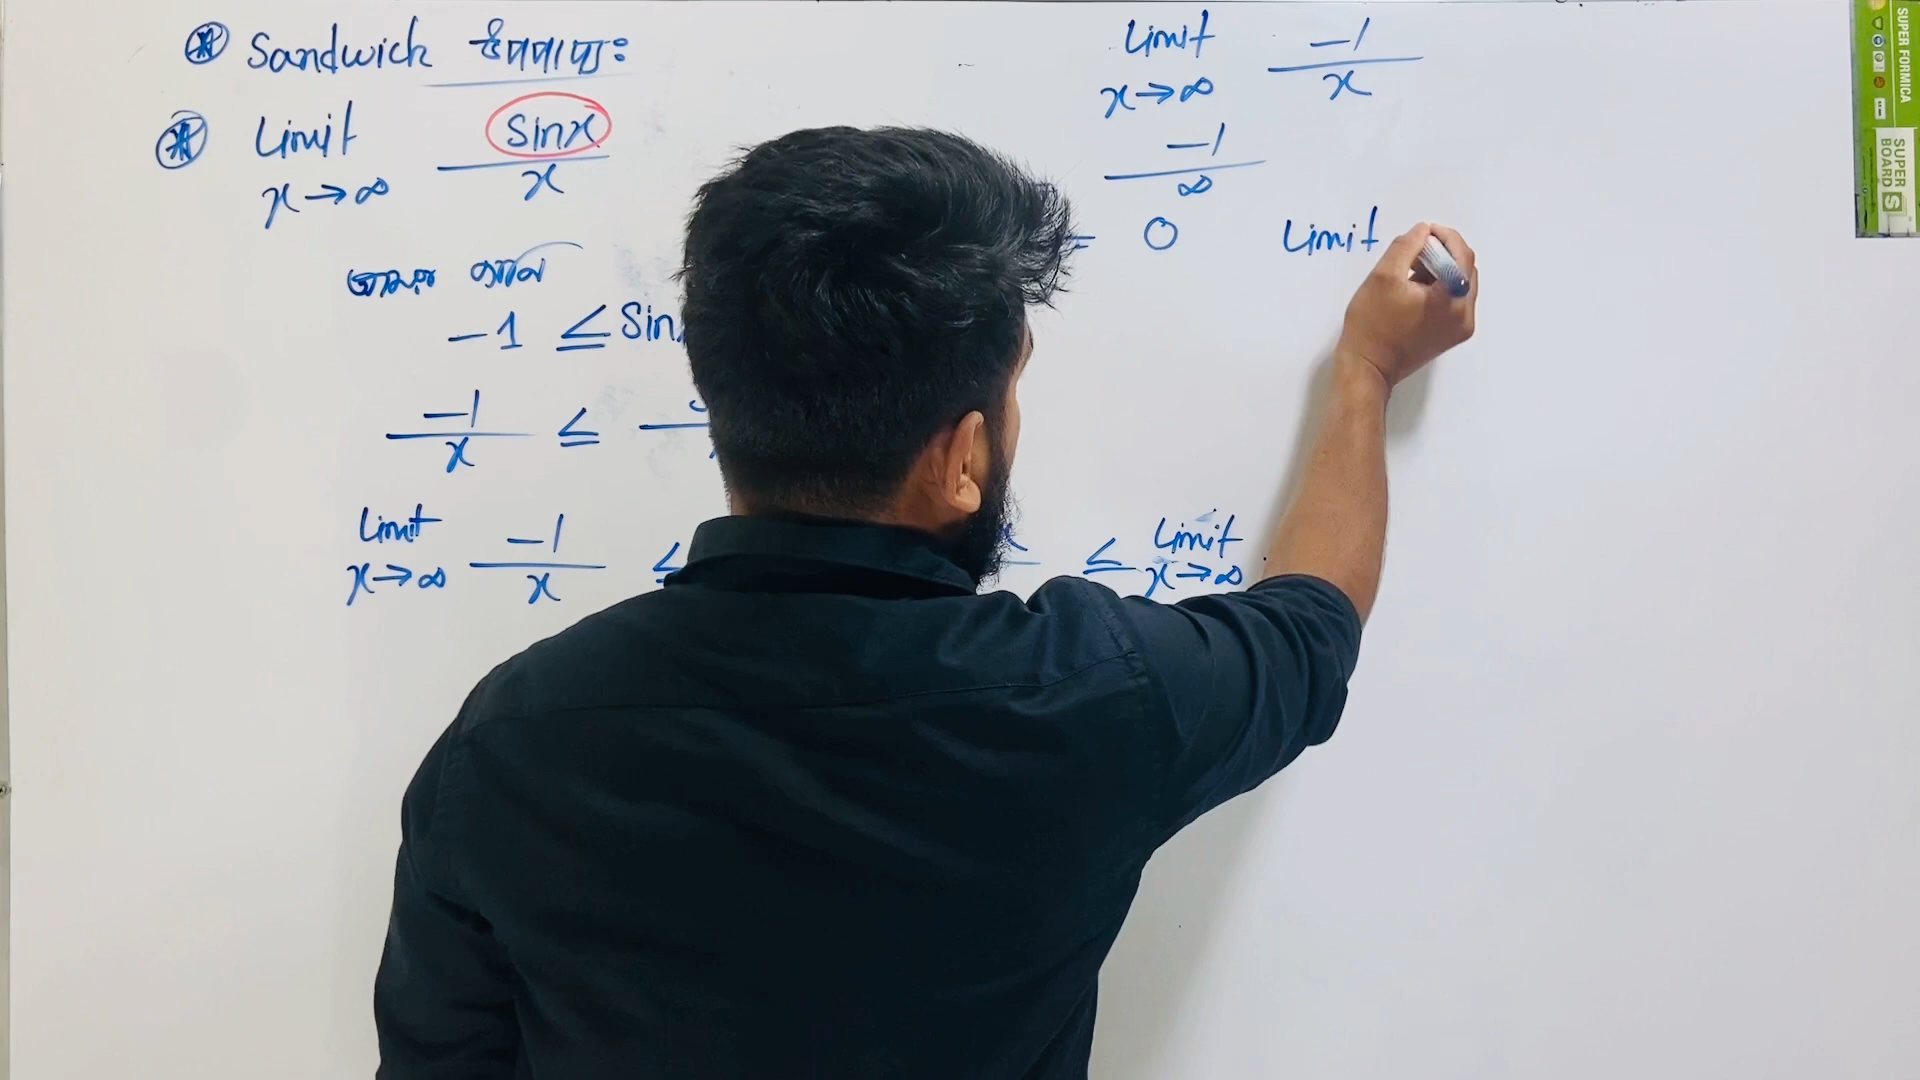 ⊛ Sandwick উপপাদ্য:
⊛ Limit x→∞ sinx/x
আমরা জানি
-1 ≤ Sin
-1/x ≤
Limit x→∞ -1/x ≤
≤ Limit x→∞
Limit x→∞ -1/x
-1/∞
= 0
Limit
SUPER FORMICA
SUPER BOARD S